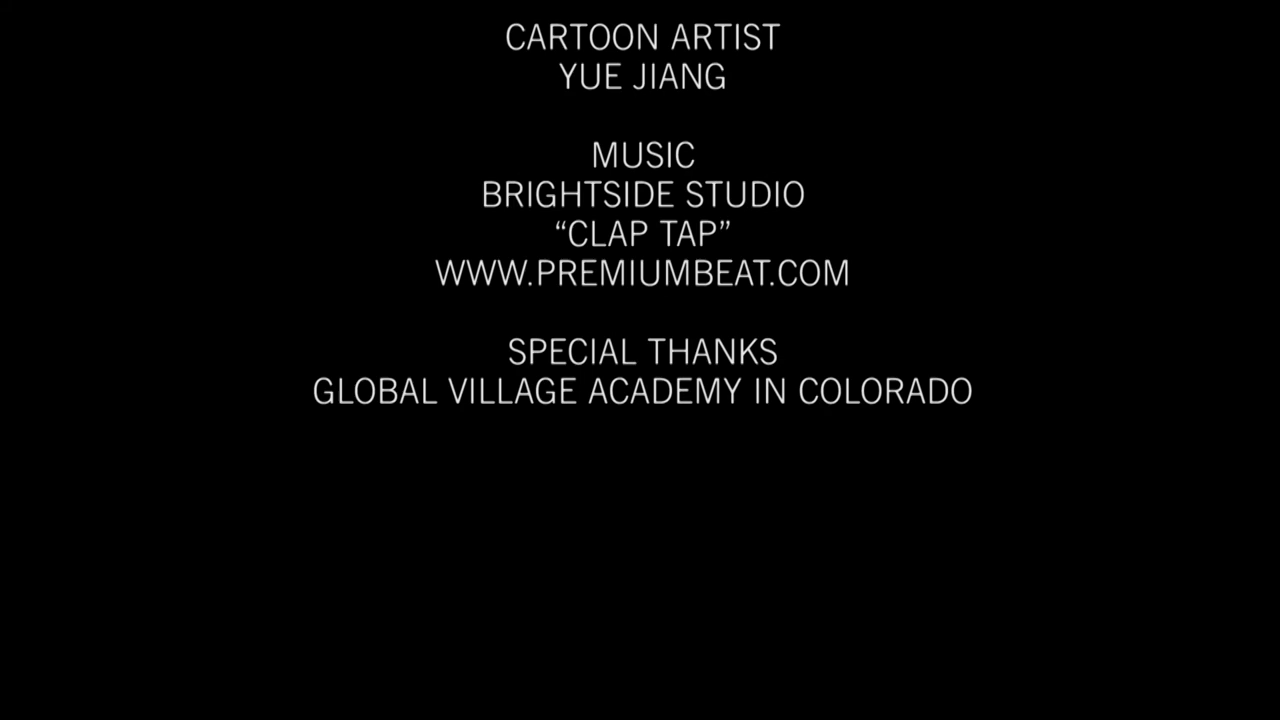 CARTOON ARTIST
YUE JIANG
MUSIC
BRIGHTSIDE STUDIO
“CLAP TAP”
WWW.PREMIUMBEAT.COM
SPECIAL THANKS
GLOBAL VILLAGE ACADEMY IN COLORADO